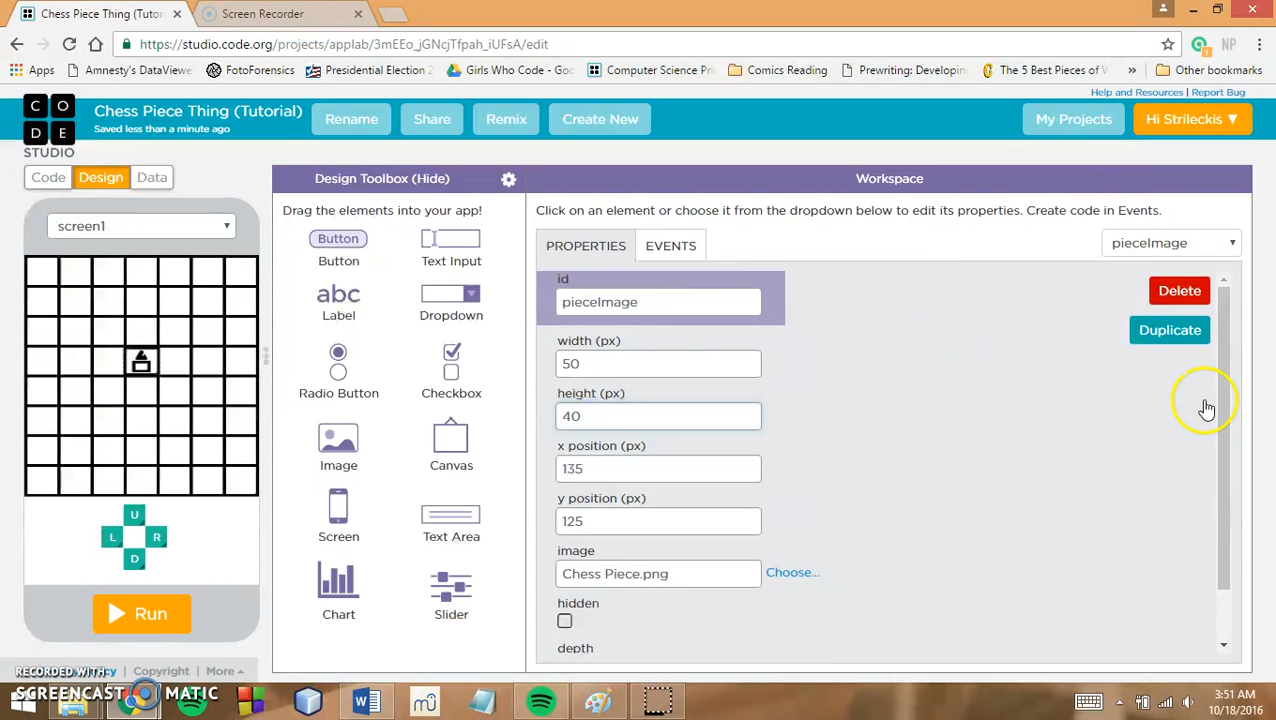 Chess Piece Thing (Tutor
Screen Recorder
https://studio.code.org/projects/applab/3mEEo_jGNcjTfpah_iUFsA/edit
NP
Apps
Amnesty's DataView
FotoForensics
Presidential Election
Girls Who Code - Goo
Computer Science Pri
Comics Reading
Prewriting: Developin
The 5 Best Pieces of
Other bookmarks
Help and Resources
Report Bug
C O
D E
STUDIO
Chess Piece Thing (Tutorial)
Saved less than a minute ago
Rename
Share
Remix
Create New
My Projects
Hi Strileckis
Code
Design
Data
Design Toolbox (Hide)
Workspace
Drag the elements into your app!
Click on an element or choose it from the dropdown below to edit its properties. Create code in Events.
screen1
PROPERTIES
EVENTS
pieceImage
Button
Button
Text Input
abc
Label
Dropdown
Radio Button
Checkbox
Image
Canvas
Screen
Text Area
Chart
Slider
id
pieceImage
Delete
Duplicate
width (px)
50
height (px)
40
x position (px)
135
y position (px)
125
image
Chess Piece.png
Choose...
hidden
depth
U
L
R
D
Run
Copyright
More
RECORDED WITH
SCREENCAST MATIC
3:51 AM
10/18/2016